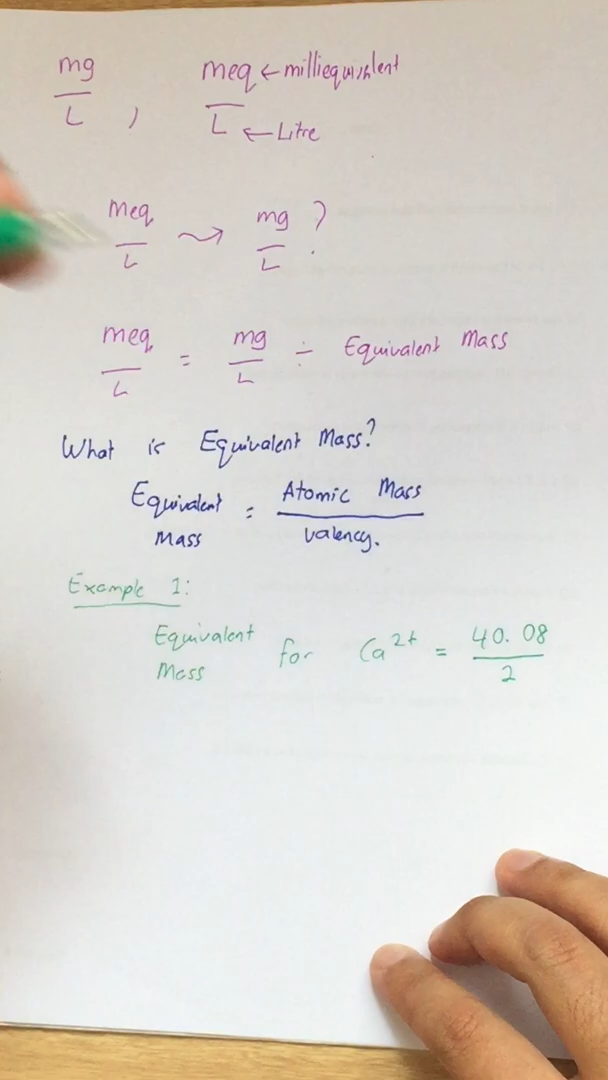 mg/L , meq/L ← milliequivalent
← Litre
meq/L ⤳ mg/L ?
meq/L = mg/L ÷ Equivalent Mass
What is Equivalent Mass?
Equivalent Mass = Atomic Mass / Valency.
Example 1:
Equivalent Mass for Ca²⁺ = 40.08 / 2